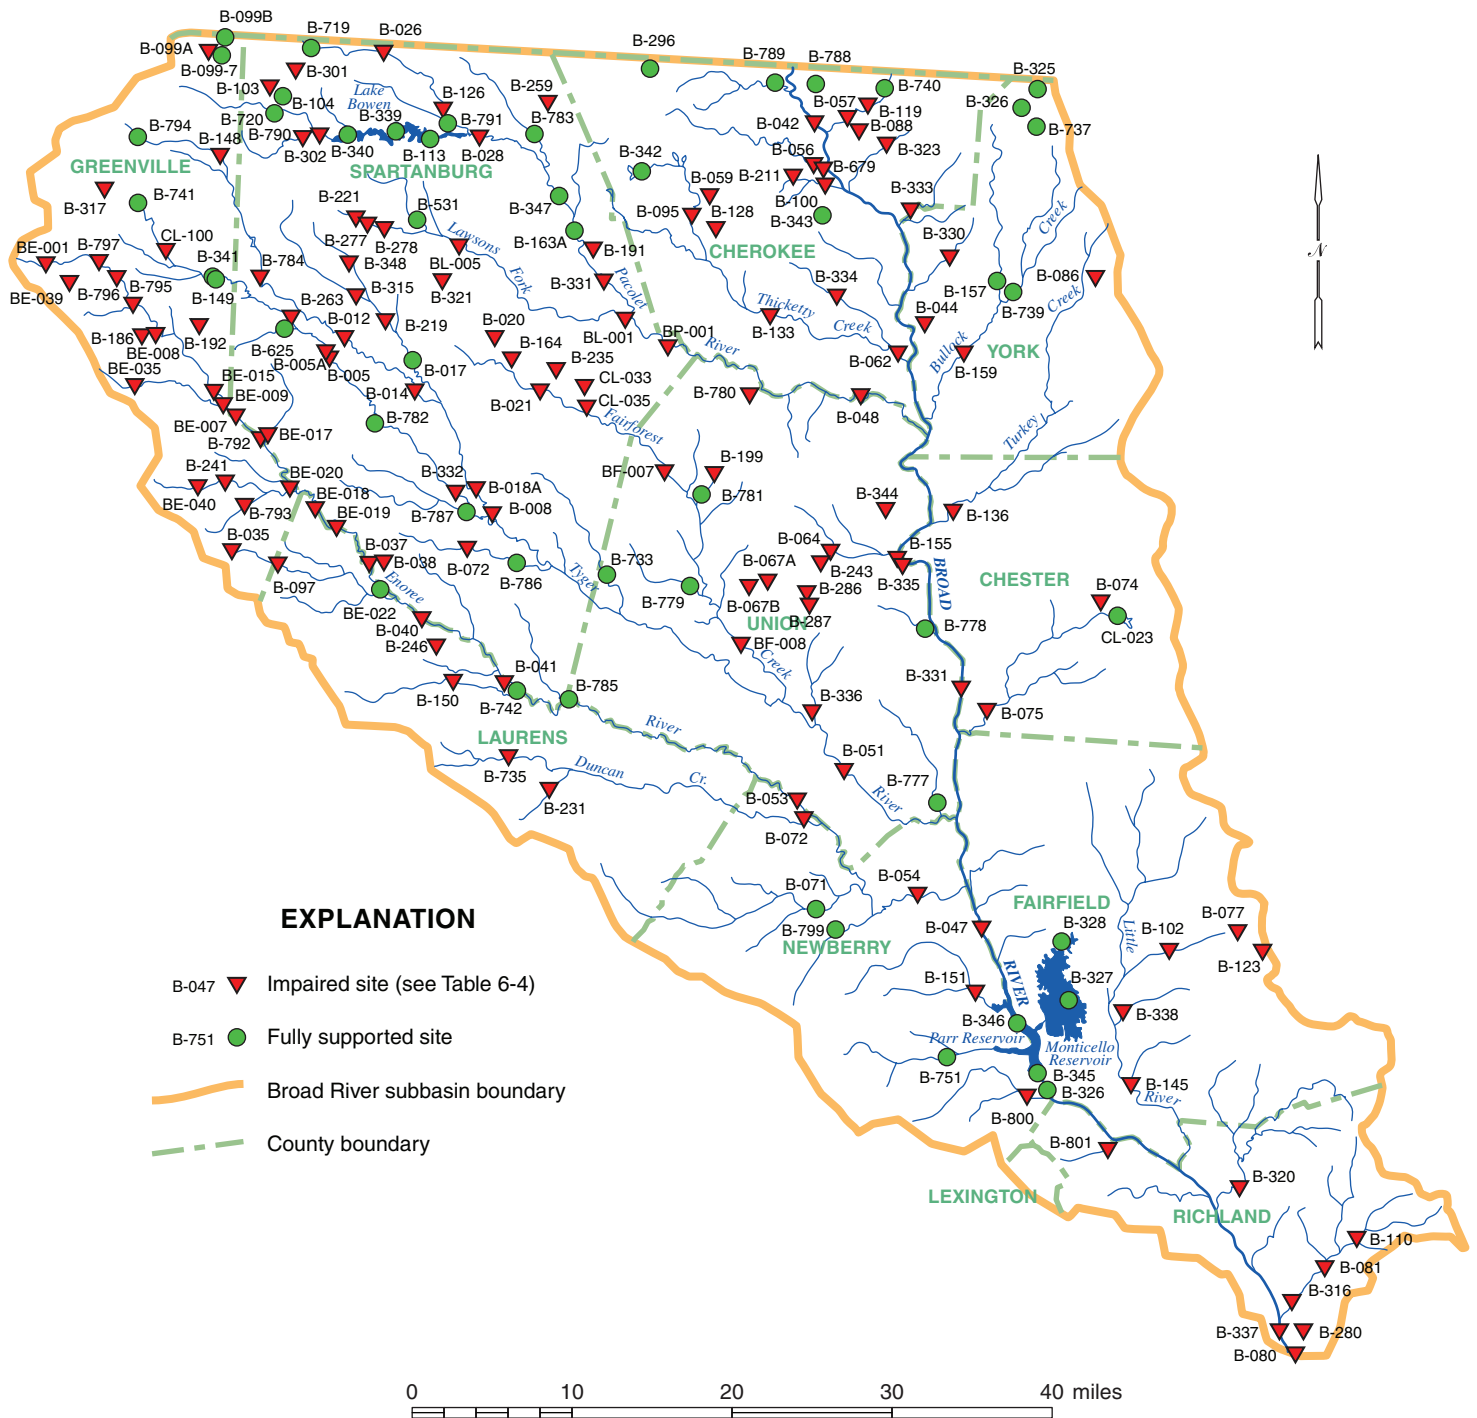 B-099B
B-719
B-026
B-296
B-789
B-788
B-325
B-099A
B-099-7
B-301
B-103
B-104
Lake
Bowen
B-126
B-259
B-783
B-057
B-740
B-119
B-326
B-737
B-794
B-148
B-720
B-790
B-302
B-340
B-339
B-113
B-791
B-028
B-042
B-088
B-323
GREENVILLE
SPARTANBURG
B-342
B-056
B-679
B-211
B-100
B-343
B-333
B-317
B-741
B-221
B-531
B-347
B-059
B-095
B-128
Creek
BE-001
B-797
CL-100
B-341
B-784
B-277
B-278
Lawsons
BL-005
B-163A
B-191
CHEROKEE
B-330
BE-039
B-796
B-795
B-149
B-348
B-321
Fork
B-331
Pacolet
B-334
B-157
B-739
Creek
B-086
B-263
B-315
B-186
BE-008
B-192
B-625
B-012
B-219
B-020
B-164
BL-001
BP-001
River
Thicketty
Creek
B-133
B-044
B-062
Bullock
B-159
YORK
BE-035
BE-015
BE-009
B-005A
B-005
B-017
B-014
B-021
B-235
CL-033
CL-035
B-780
B-048
BE-007
B-792
BE-017
B-782
Fairforest
Turkey
B-241
BE-040
B-793
BE-020
BE-018
BE-019
B-332
B-018A
B-787
B-008
BF-007
B-199
B-781
B-344
B-136
B-035
B-097
B-037
B-038
B-072
B-786
Tyger
B-733
B-779
B-064
B-067A
B-067B
B-243
B-286
B-287
B-155
B-335
BROAD
CHESTER
B-074
CL-023
BE-022
Enoree
B-040
B-246
UNION
BF-008
Creek
B-778
B-150
B-041
B-742
B-785
B-331
B-075
LAURENS
River
B-336
B-735
Duncan
Cr.
B-231
B-051
River
B-777
B-053
B-072
B-071
B-799
B-054
NEWBERRY
B-047
FAIRFIELD
B-328
Little
B-102
B-077
B-123
B-151
RIVER
B-327
B-338
B-346
Parr Reservoir
Monticello
Reservoir
B-751
B-345
B-326
B-800
B-145
River
B-801
LEXINGTON
B-320
RICHLAND
B-110
B-081
B-316
B-337
B-280
B-080
N
EXPLANATION
B-047 Impaired site (see Table 6-4)
B-751 Fully supported site
Broad River subbasin boundary
County boundary
0 10 20 30 40 miles